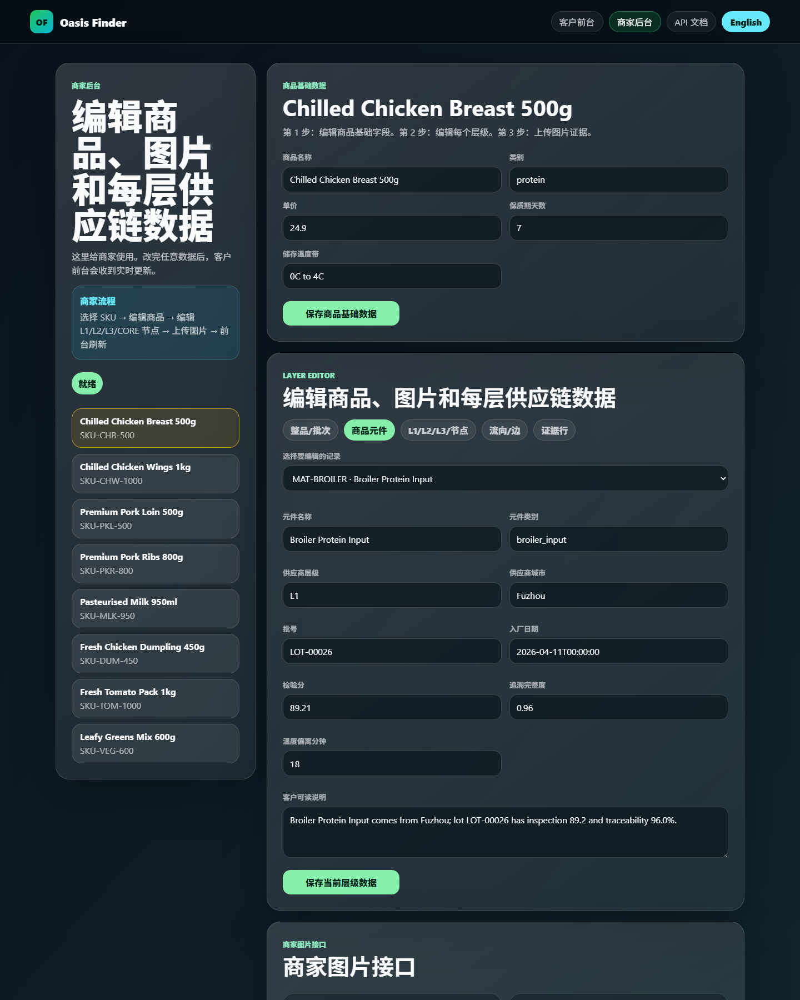 OF
Oasis Finder
客户前台
商家后台
API 文档
English
商家后台
编辑商
品、图片
和每层供
应链数据
这里给商家使用。改完任意数据后，客户
前台会收到实时更新。
商家流程
选择 SKU → 编辑商品 → 编辑
L1/L2/L3/CORE 节点 → 上传图片 → 前
台刷新
就绪
Chilled Chicken Breast 500g
SKU-CHB-500
Chilled Chicken Wings 1kg
SKU-CHW-1000
Premium Pork Loin 500g
SKU-PKL-500
Premium Pork Ribs 800g
SKU-PKR-800
Pasteurised Milk 950ml
SKU-MLK-950
Fresh Chicken Dumpling 450g
SKU-DUM-450
Fresh Tomato Pack 1kg
SKU-TOM-1000
Leafy Greens Mix 600g
SKU-VEG-600
商品基础数据
Chilled Chicken Breast 500g
第 1 步：编辑商品基础字段。第 2 步：编辑每个层级。第 3 步：上传图片证据。
商品名称
Chilled Chicken Breast 500g
类别
protein
单价
24.9
保质期天数
7
储存温度带
0C to 4C
保存商品基础数据
LAYER EDITOR
编辑商品、图片和每层供应链数据
整品/批次
商品元件
L1/L2/L3/节点
流向/边
证据行
选择要编辑的记录
MAT-BROILER · Broiler Protein Input
元件名称
Broiler Protein Input
元件类别
broiler_input
供应商层级
L1
供应商城市
Fuzhou
批号
LOT-00026
入厂日期
2026-04-11T00:00:00
检验分
89.21
追溯完整度
0.96
温度偏离分钟
18
客户可读说明
Broiler Protein Input comes from Fuzhou; lot LOT-00026 has inspection 89.2 and traceability 96.0%.
保存当前层级数据
商家图片接口
商家图片接口